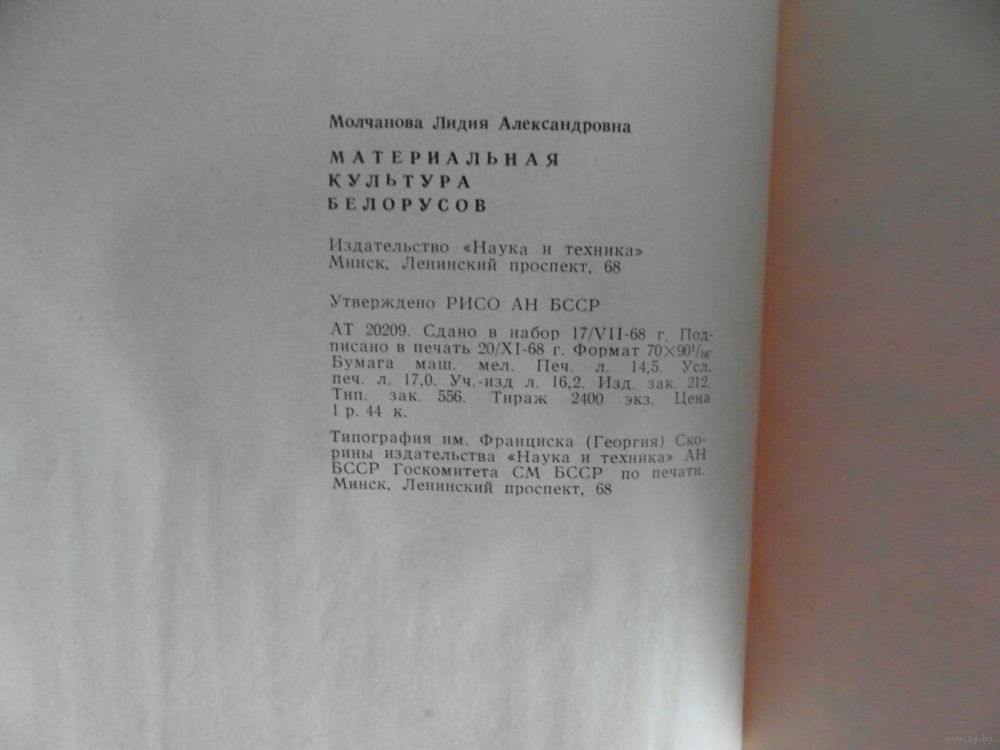 Молчанова Лидия Александровна
МАТЕРИАЛЬНАЯ
КУЛЬТУРА
БЕЛОРУСОВ
Издательство «Наука и техника»
Минск, Ленинский проспект, 68
Утверждено РИСО АН БССР
АТ 20209. Сдано в набор 17/VII-68 г. Под-
писано в печать 20/XI-68 г. Формат 70×90¹/₁₆.
Бумага маш. мел. Печ. л. 14,5. Усл.
печ. л. 17,0. Уч.-изд л. 16,2. Изд. зак. 212.
Тип. зак. 556. Тираж 2400 экз. Цена
1 р. 44 к.
Типография им. Франциска (Георгия) Ско-
рины издательства «Наука и техника» АН
БССР Госкомитета СМ БССР по печати.
Минск, Ленинский проспект, 68
www.ay.by